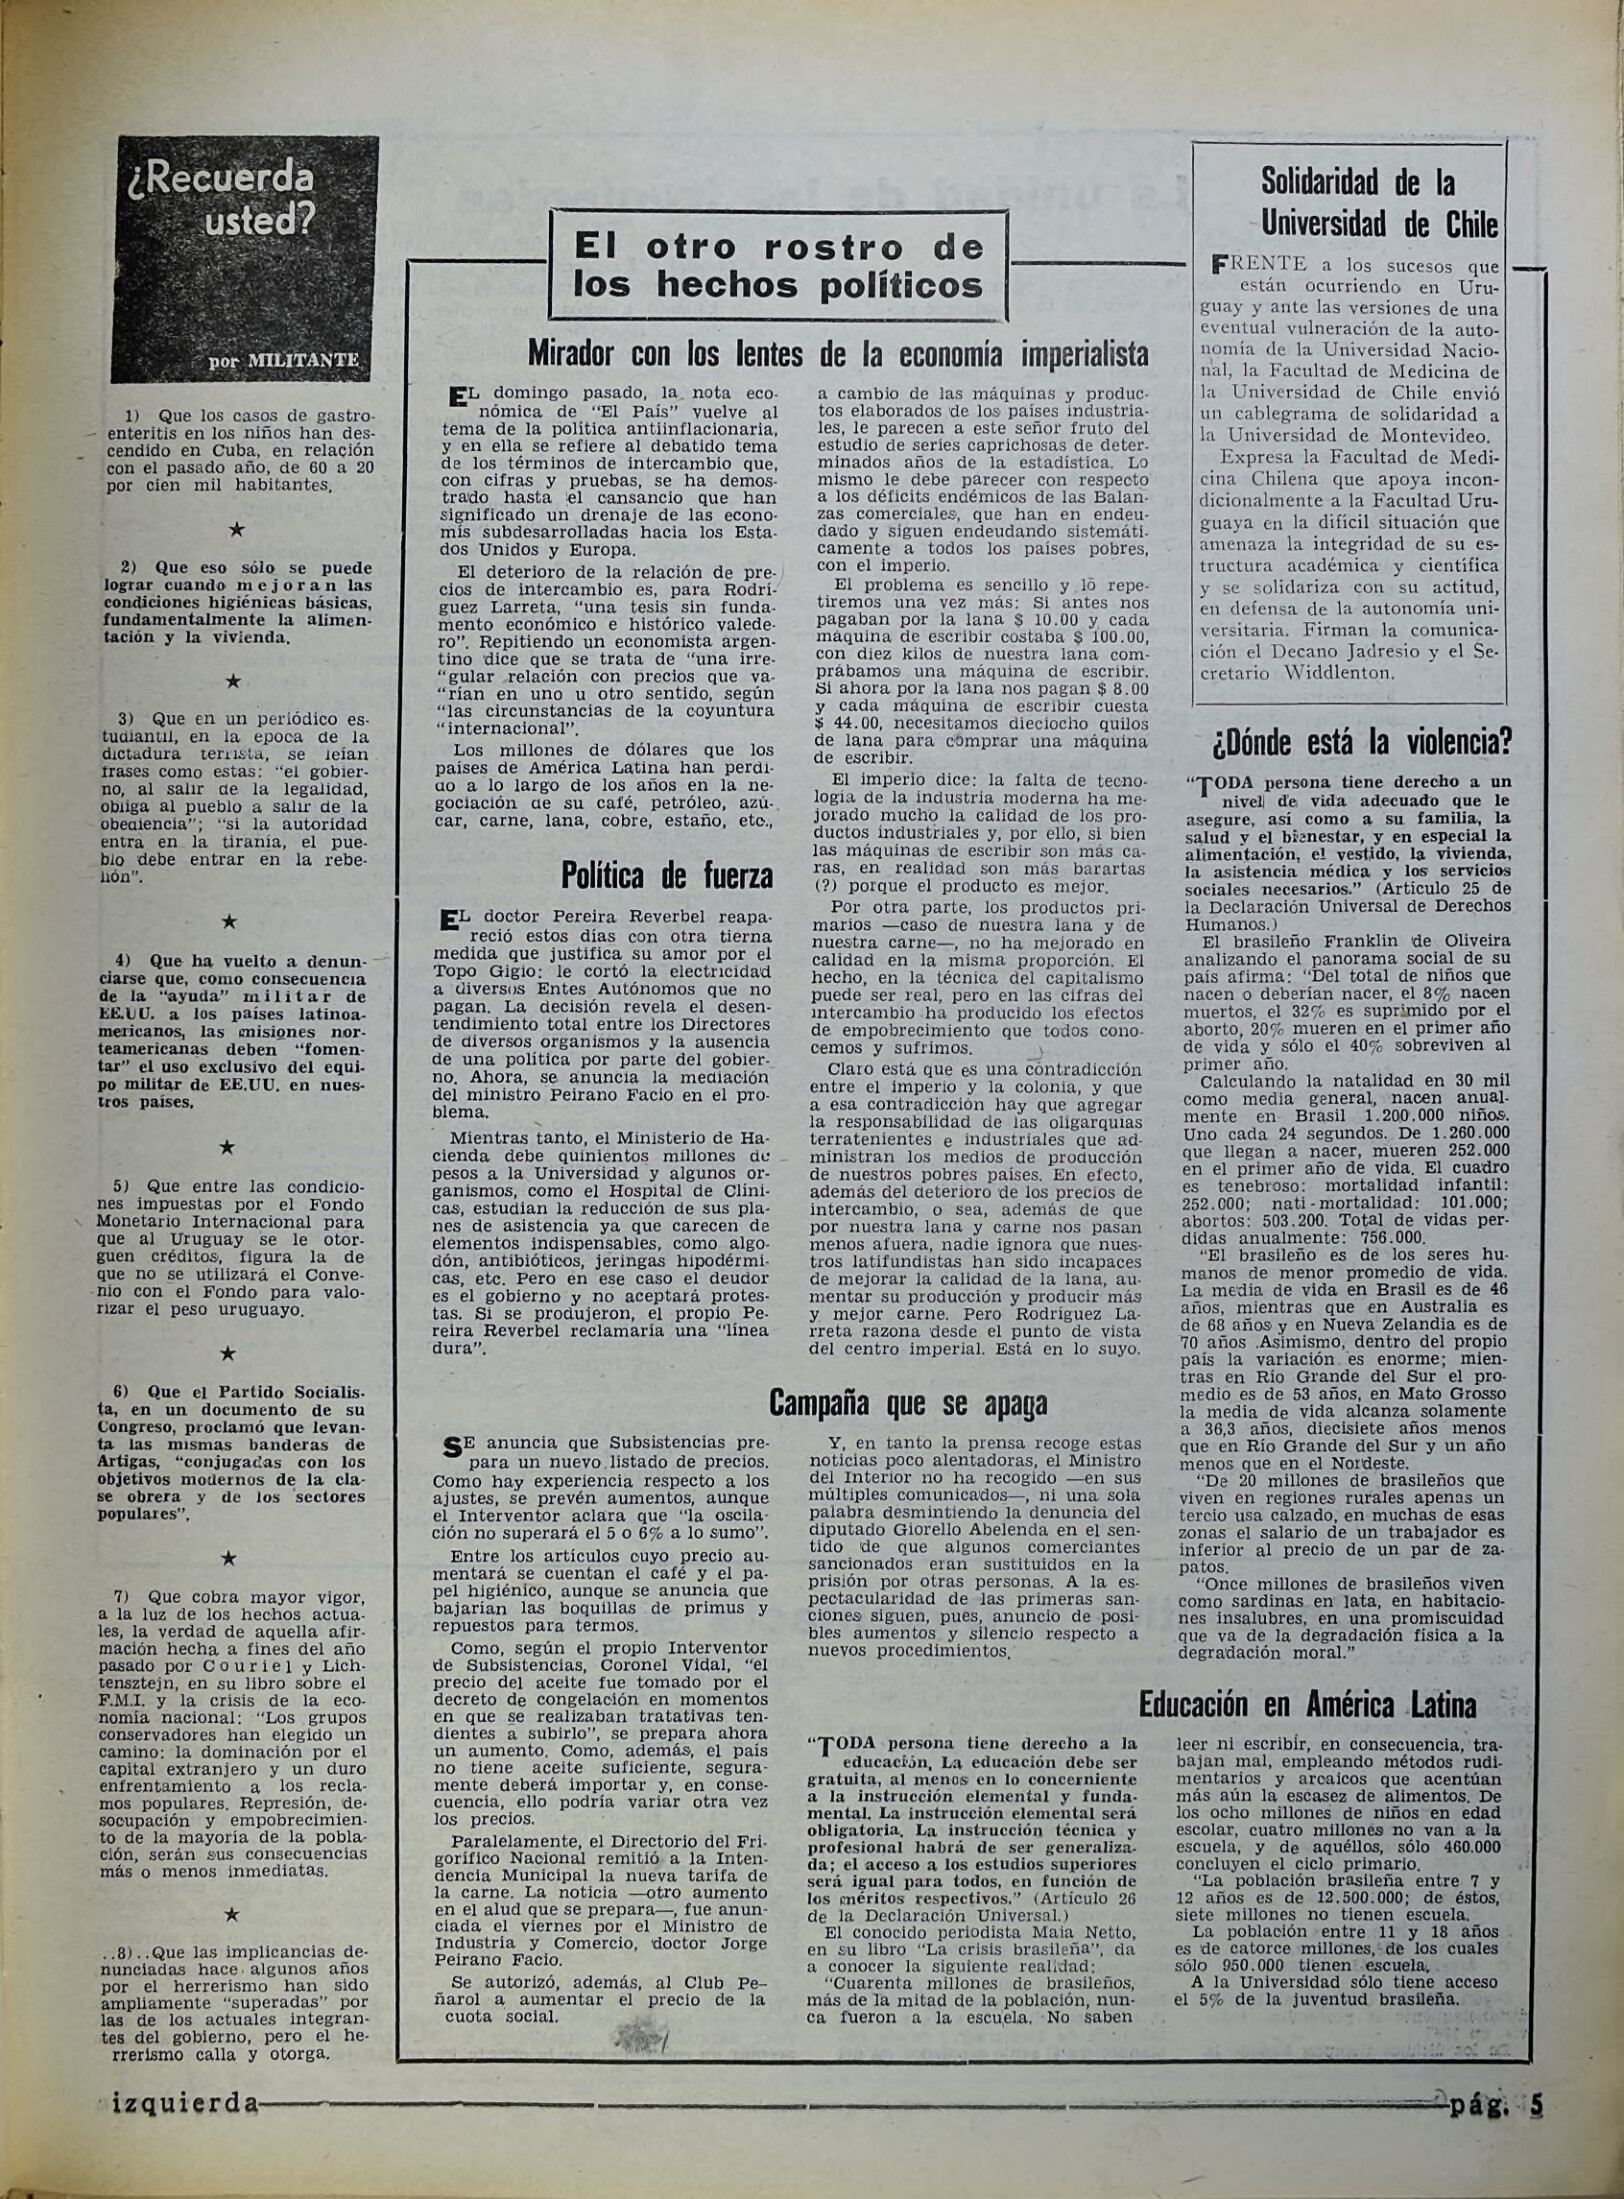 ¿Recuerda
usted?
por MILITANTE
1) Que los casos de gastro-
enteritis en los niños han des-
cendido en Cuba, en relación
con el pasado año, de 60 a 20
por cien mil habitantes.
★
2) Que eso sólo se puede
lograr cuando mejoran las
condiciones higiénicas básicas,
fundamentalmente la alimen-
tación y la vivienda.
★
3) Que en un periódico es-
tudiantil, en la epoca de la
dictadura terrista, se leían
frases como estas: "el gobier-
no, al salir de la legalidad,
obliga al pueblo a salir de la
obediencia"; "si la autoridad
entra en la tiranía, el pue-
blo debe entrar en la rebe-
lión".
★
4) Que ha vuelto a denun-
ciarse que, como consecuencia
de la "ayuda" militar de
EE.UU. a los países latinoa-
mericanos, las misiones nor-
teamericanas deben "fomen-
tar" el uso exclusivo del equi-
po militar de EE.UU. en nues-
tros países.
★
5) Que entre las condicio-
nes impuestas por el Fondo
Monetario Internacional para
que al Uruguay se le otor-
guen créditos, figura la de
que no se utilizará el Conve-
nio con el Fondo para valo-
rizar el peso uruguayo.
★
6) Que el Partido Socialis-
ta, en un documento de su
Congreso, proclamó que levan-
ta las mismas banderas de
Artigas, "conjugadas con los
objetivos modernos de la cla-
se obrera y de los sectores
populares".
★
7) Que cobra mayor vigor,
a la luz de los hechos actua-
les, la verdad de aquella afir-
mación hecha a fines del año
pasado por Couriel y Lich-
tensztejn, en su libro sobre el
F.M.I. y la crisis de la eco-
nomía nacional: "Los grupos
conservadores han elegido un
camino: la dominación por el
capital extranjero y un duro
enfrentamiento a los recla-
mos populares. Represión, de-
socupación y empobrecimien-
to de la mayoría de la pobla-
ción, serán sus consecuencias
más o menos inmediatas.
★
..8)..Que las implicancias de-
nunciadas hace algunos años
por el herrerismo han sido
ampliamente "superadas" por
las de los actuales integran-
tes del gobierno, pero el he-
rrerismo calla y otorga.
El otro rostro de
los hechos políticos
Mirador con los lentes de la economía imperialista
EL domingo pasado, la nota eco-
nómica de "El País" vuelve al
tema de la política antiinflacionaria,
y en ella se refiere al debatido tema
de los términos de intercambio que,
con cifras y pruebas, se ha demos-
trado hasta el cansancio que han
significado un drenaje de las econo-
mís subdesarrolladas hacia los Esta-
dos Unidos y Europa.
El deterioro de la relación de pre-
cios de intercambio es, para Rodrí-
guez Larreta, "una tesis sin funda-
mento económico e histórico valede-
ro". Repitiendo un economista argen-
tino dice que se trata de "una irre-
"gular relación con precios que va-
"rían en uno u otro sentido, según
"las circunstancias de la coyuntura
"internacional".
Los millones de dólares que los
países de América Latina han perdi-
do a lo largo de los años en la ne-
gociación de su café, petróleo, azú-
car, carne, lana, cobre, estaño, etc.,
a cambio de las máquinas y produc-
tos elaborados de los países industria-
les, le parecen a este señor fruto del
estudio de series caprichosas de deter-
minados años de la estadística. Lo
mismo le debe parecer con respecto
a los déficits endémicos de las Balan-
zas comerciales, que han en endeu-
dado y siguen endeudando sistemáti-
camente a todos los países pobres,
con el imperio.
El problema es sencillo y lo repe-
tiremos una vez más: Si antes nos
pagaban por la lana $ 10.00 y cada
máquina de escribir costaba $ 100.00,
con diez kilos de nuestra lana com-
prábamos una máquina de escribir.
Si ahora por la lana nos pagan $ 8.00
y cada máquina de escribir cuesta
$ 44.00, necesitamos dieciocho quilos
de lana para comprar una máquina
de escribir.
El imperio dice: la falta de tecno-
logía de la industria moderna ha me-
jorado mucho la calidad de los pro-
ductos industriales y, por ello, si bien
las máquinas de escribir son más ca-
ras, en realidad son más barartas
(?) porque el producto es mejor.
Por otra parte, los productos pri-
marios —caso de nuestra lana y de
nuestra carne—, no ha mejorado en
calidad en la misma proporción. El
hecho, en la técnica del capitalismo
puede ser real, pero en las cifras del
intercambio ha producido los efectos
de empobrecimiento que todos cono-
cemos y sufrimos.
Claro está que es una contradicción
entre el imperio y la colonia, y que
a esa contradicción hay que agregar
la responsabilidad de las oligarquías
terratenientes e industriales que ad-
ministran los medios de producción
de nuestros pobres países. En efecto,
además del deterioro de los precios de
intercambio, o sea, además de que
por nuestra lana y carne nos pasan
menos afuera, nadie ignora que nues-
tros latifundistas han sido incapaces
de mejorar la calidad de la lana, au-
mentar su producción y producir más
y mejor carne. Pero Rodríguez La-
rreta razona desde el punto de vista
del centro imperial. Está en lo suyo.
Política de fuerza
EL doctor Pereira Reverbel reapa-
reció estos días con otra tierna
medida que justifica su amor por el
Topo Gigio: le cortó la electricidad
a diversos Entes Autónomos que no
pagan. La decisión revela el desen-
tendimiento total entre los Directores
de diversos organismos y la ausencia
de una política por parte del gobier-
no. Ahora, se anuncia la mediación
del ministro Peirano Facio en el pro-
blema.
Mientras tanto, el Ministerio de Ha-
cienda debe quinientos millones de
pesos a la Universidad y algunos or-
ganismos, como el Hospital de Clíni-
cas, estudian la reducción de sus pla-
nes de asistencia ya que carecen de
elementos indispensables, como algo-
dón, antibióticos, jeringas hipodérmi-
cas, etc. Pero en ese caso el deudor
es el gobierno y no aceptará protes-
tas. Si se produjeron, el propio Pe-
reira Reverbel reclamaría una "línea
dura".
Campaña que se apaga
SE anuncia que Subsistencias pre-
para un nuevo listado de precios.
Como hay experiencia respecto a los
ajustes, se prevén aumentos, aunque
el Interventor aclara que "la oscila-
ción no superará el 5 o 6% a lo sumo".
Entre los artículos cuyo precio au-
mentará se cuentan el café y el pa-
pel higiénico, aunque se anuncia que
bajarían las boquillas de primus y
repuestos para termos.
Como, según el propio Interventor
de Subsistencias, Coronel Vidal, "el
precio del aceite fue tomado por el
decreto de congelación en momentos
en que se realizaban tratativas ten-
dientes a subirlo", se prepara ahora
un aumento. Como, además, el país
no tiene aceite suficiente, segura-
mente deberá importar y, en conse-
cuencia, ello podría variar otra vez
los precios.
Paralelamente, el Directorio del Fri-
gorífico Nacional remitió a la Inten-
dencia Municipal la nueva tarifa de
la carne. La noticia —otro aumento
en el alud que se prepara—, fue anun-
ciada el viernes por el Ministro de
Industria y Comercio, doctor Jorge
Peirano Facio.
Se autorizó, además, al Club Pe-
ñarol a aumentar el precio de la
cuota social.
Y, en tanto la prensa recoge estas
noticias poco alentadoras, el Ministro
del Interior no ha recogido —en sus
múltiples comunicados—, ni una sola
palabra desmintiendo la denuncia del
diputado Giorello Abelenda en el sen-
tido de que algunos comerciantes
sancionados eran sustituidos en la
prisión por otras personas. A la es-
pectacularidad de las primeras san-
ciones siguen, pues, anuncio de posi-
bles aumentos y silencio respecto a
nuevos procedimientos.
Solidaridad de la
Universidad de Chile
FRENTE a los sucesos que
están ocurriendo en Uru-
guay y ante las versiones de una
eventual vulneración de la auto-
nomía de la Universidad Nacio-
nal, la Facultad de Medicina de
la Universidad de Chile envió
un cablegrama de solidaridad a
la Universidad de Montevideo.
Expresa la Facultad de Medi-
cina Chilena que apoya incon-
dicionalmente a la Facultad Uru-
guaya en la difícil situación que
amenaza la integridad de su es-
tructura académica y científica
y se solidariza con su actitud,
en defensa de la autonomía uni-
versitaria. Firman la comunica-
ción el Decano Jadresio y el Se-
cretario Widdlenton.
¿Dónde está la violencia?
"TODA persona tiene derecho a un
nivel de vida adecuado que le
asegure, así como a su familia, la
salud y el bienestar, y en especial la
alimentación, el vestido, la vivienda,
la asistencia médica y los servicios
sociales necesarios." (Artículo 25 de
la Declaración Universal de Derechos
Humanos.)
El brasileño Franklin de Oliveira
analizando el panorama social de su
país afirma: "Del total de niños que
nacen o deberían nacer, el 8% nacen
muertos, el 32% es suprimido por el
aborto, 20% mueren en el primer año
de vida y sólo el 40% sobreviven al
primer año.
Calculando la natalidad en 30 mil
como media general, nacen anual-
mente en Brasil 1.200.000 niños.
Uno cada 24 segundos. De 1.260.000
que llegan a nacer, mueren 252.000
en el primer año de vida. El cuadro
es tenebroso: mortalidad infantil:
252.000; nati-mortalidad: 101.000;
abortos: 503.200. Total de vidas per-
didas anualmente: 756.000.
"El brasileño es de los seres hu-
manos de menor promedio de vida.
La media de vida en Brasil es de 46
años, mientras que en Australia es
de 68 años y en Nueva Zelandia es de
70 años .Asimismo, dentro del propio
país la variación es enorme; mien-
tras en Río Grande del Sur el pro-
medio es de 53 años, en Mato Grosso
la media de vida alcanza solamente
a 36,3 años, diecisiete años menos
que en Río Grande del Sur y un año
menos que en el Nordeste.
"De 20 millones de brasileños que
viven en regiones rurales apenas un
tercio usa calzado, en muchas de esas
zonas el salario de un trabajador es
inferior al precio de un par de za-
patos.
"Once millones de brasileños viven
como sardinas en lata, en habitacio-
nes insalubres, en una promiscuidad
que va de la degradación física a la
degradación moral."
Educación en América Latina
"TODA persona tiene derecho a la
educación, La educación debe ser
gratuita, al menos en lo concerniente
a la instrucción elemental y funda-
mental. La instrucción elemental será
obligatoria. La instrucción técnica y
profesional habrá de ser generaliza-
da; el acceso a los estudios superiores
será igual para todos, en función de
los méritos respectivos." (Artículo 26
de la Declaración Universal.)
El conocido periodista Maia Netto,
en su libro "La crisis brasileña", da
a conocer la siguiente realidad:
"Cuarenta millones de brasileños,
más de la mitad de la población, nun-
ca fueron a la escuela. No saben
leer ni escribir, en consecuencia, tra-
bajan mal, empleando métodos rudi-
mentarios y arcaicos que acentúan
más aún la escasez de alimentos. De
los ocho millones de niños en edad
escolar, cuatro millones no van a la
escuela, y de aquéllos, sólo 460.000
concluyen el ciclo primario.
"La población brasileña entre 7 y
12 años es de 12.500.000; de éstos,
siete millones no tienen escuela.
La población entre 11 y 18 años
es de catorce millones, de los cuales
sólo 950.000 tienen escuela.
A la Universidad sólo tiene acceso
el 5% de la juventud brasileña.
izquierda
pág. 5